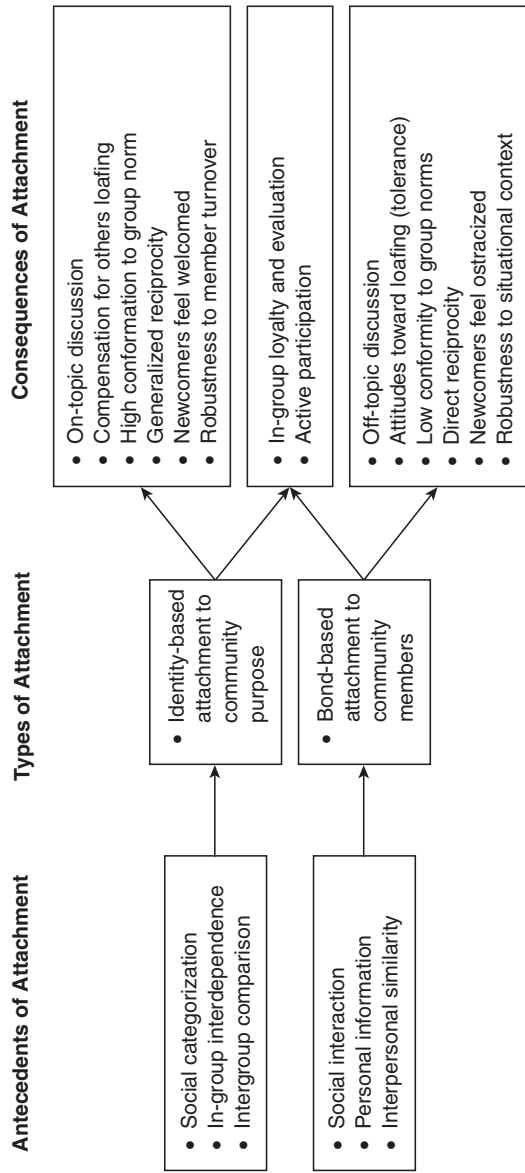 Antecedents of Attachment
• Social categorization
• In-group interdependence
• Intergroup comparison
• Social interaction
• Personal information
• Interpersonal similarity
Types of Attachment
• Identity-based
attachment to
community
purpose
• Bond-based
attachment to
community
members
Consequences of Attachment
• On-topic discussion
• Compensation for others loafing
• High conformation to group norm
• Generalized reciprocity
• Newcomers feel welcomed
• Robustness to member turnover
• In-group loyalty and evaluation
• Active participation
• Off-topic discussion
• Attitudes toward loafing (tolerance)
• Low conformity to group norms
• Direct reciprocity
• Newcomers feel ostracized
• Robustness to situational context